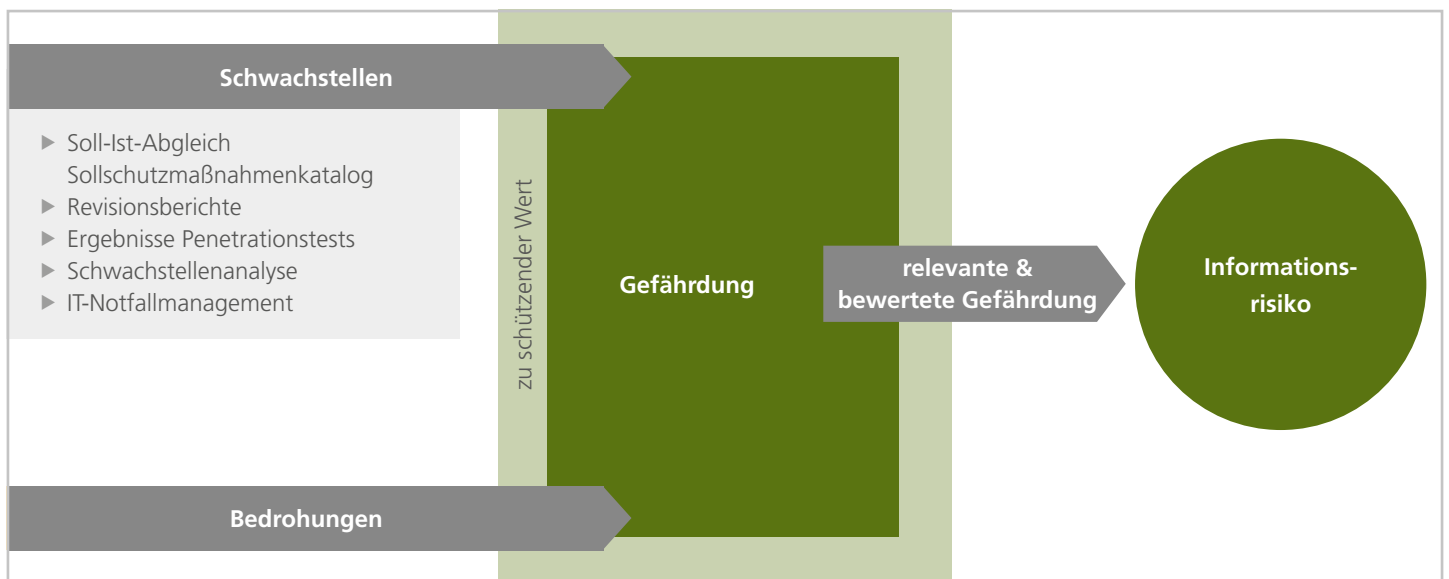 Schwachstellen
Soll-Ist-Abgleich
Sollschutzmaßnahmenkatalog
Revisionsberichte
Ergebnisse Penetrationstests
Schwachstellenanalyse
IT-Notfallmanagement
zu schützender Wert
Gefährdung
relevante &
bewertete Gefährdung
Informations-
risiko
Bedrohungen